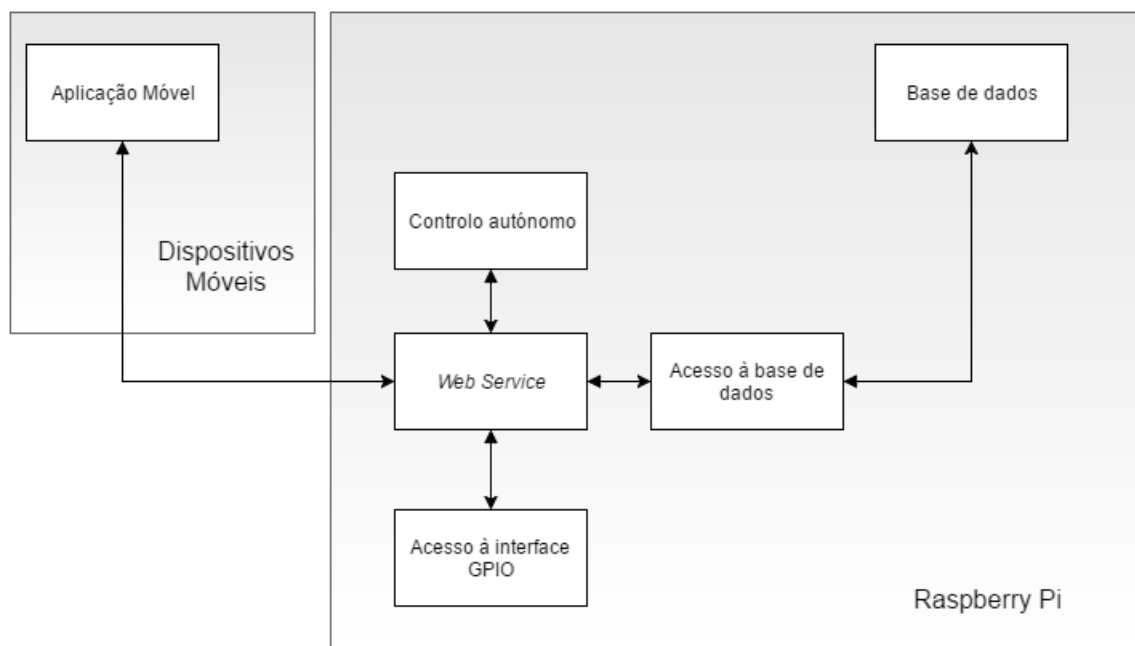 Aplicação Móvel
Dispositivos
Móveis
Base de dados
Controlo autónomo
Web Service
Acesso à base de
dados
Acesso à interface
GPIO
Raspberry Pi